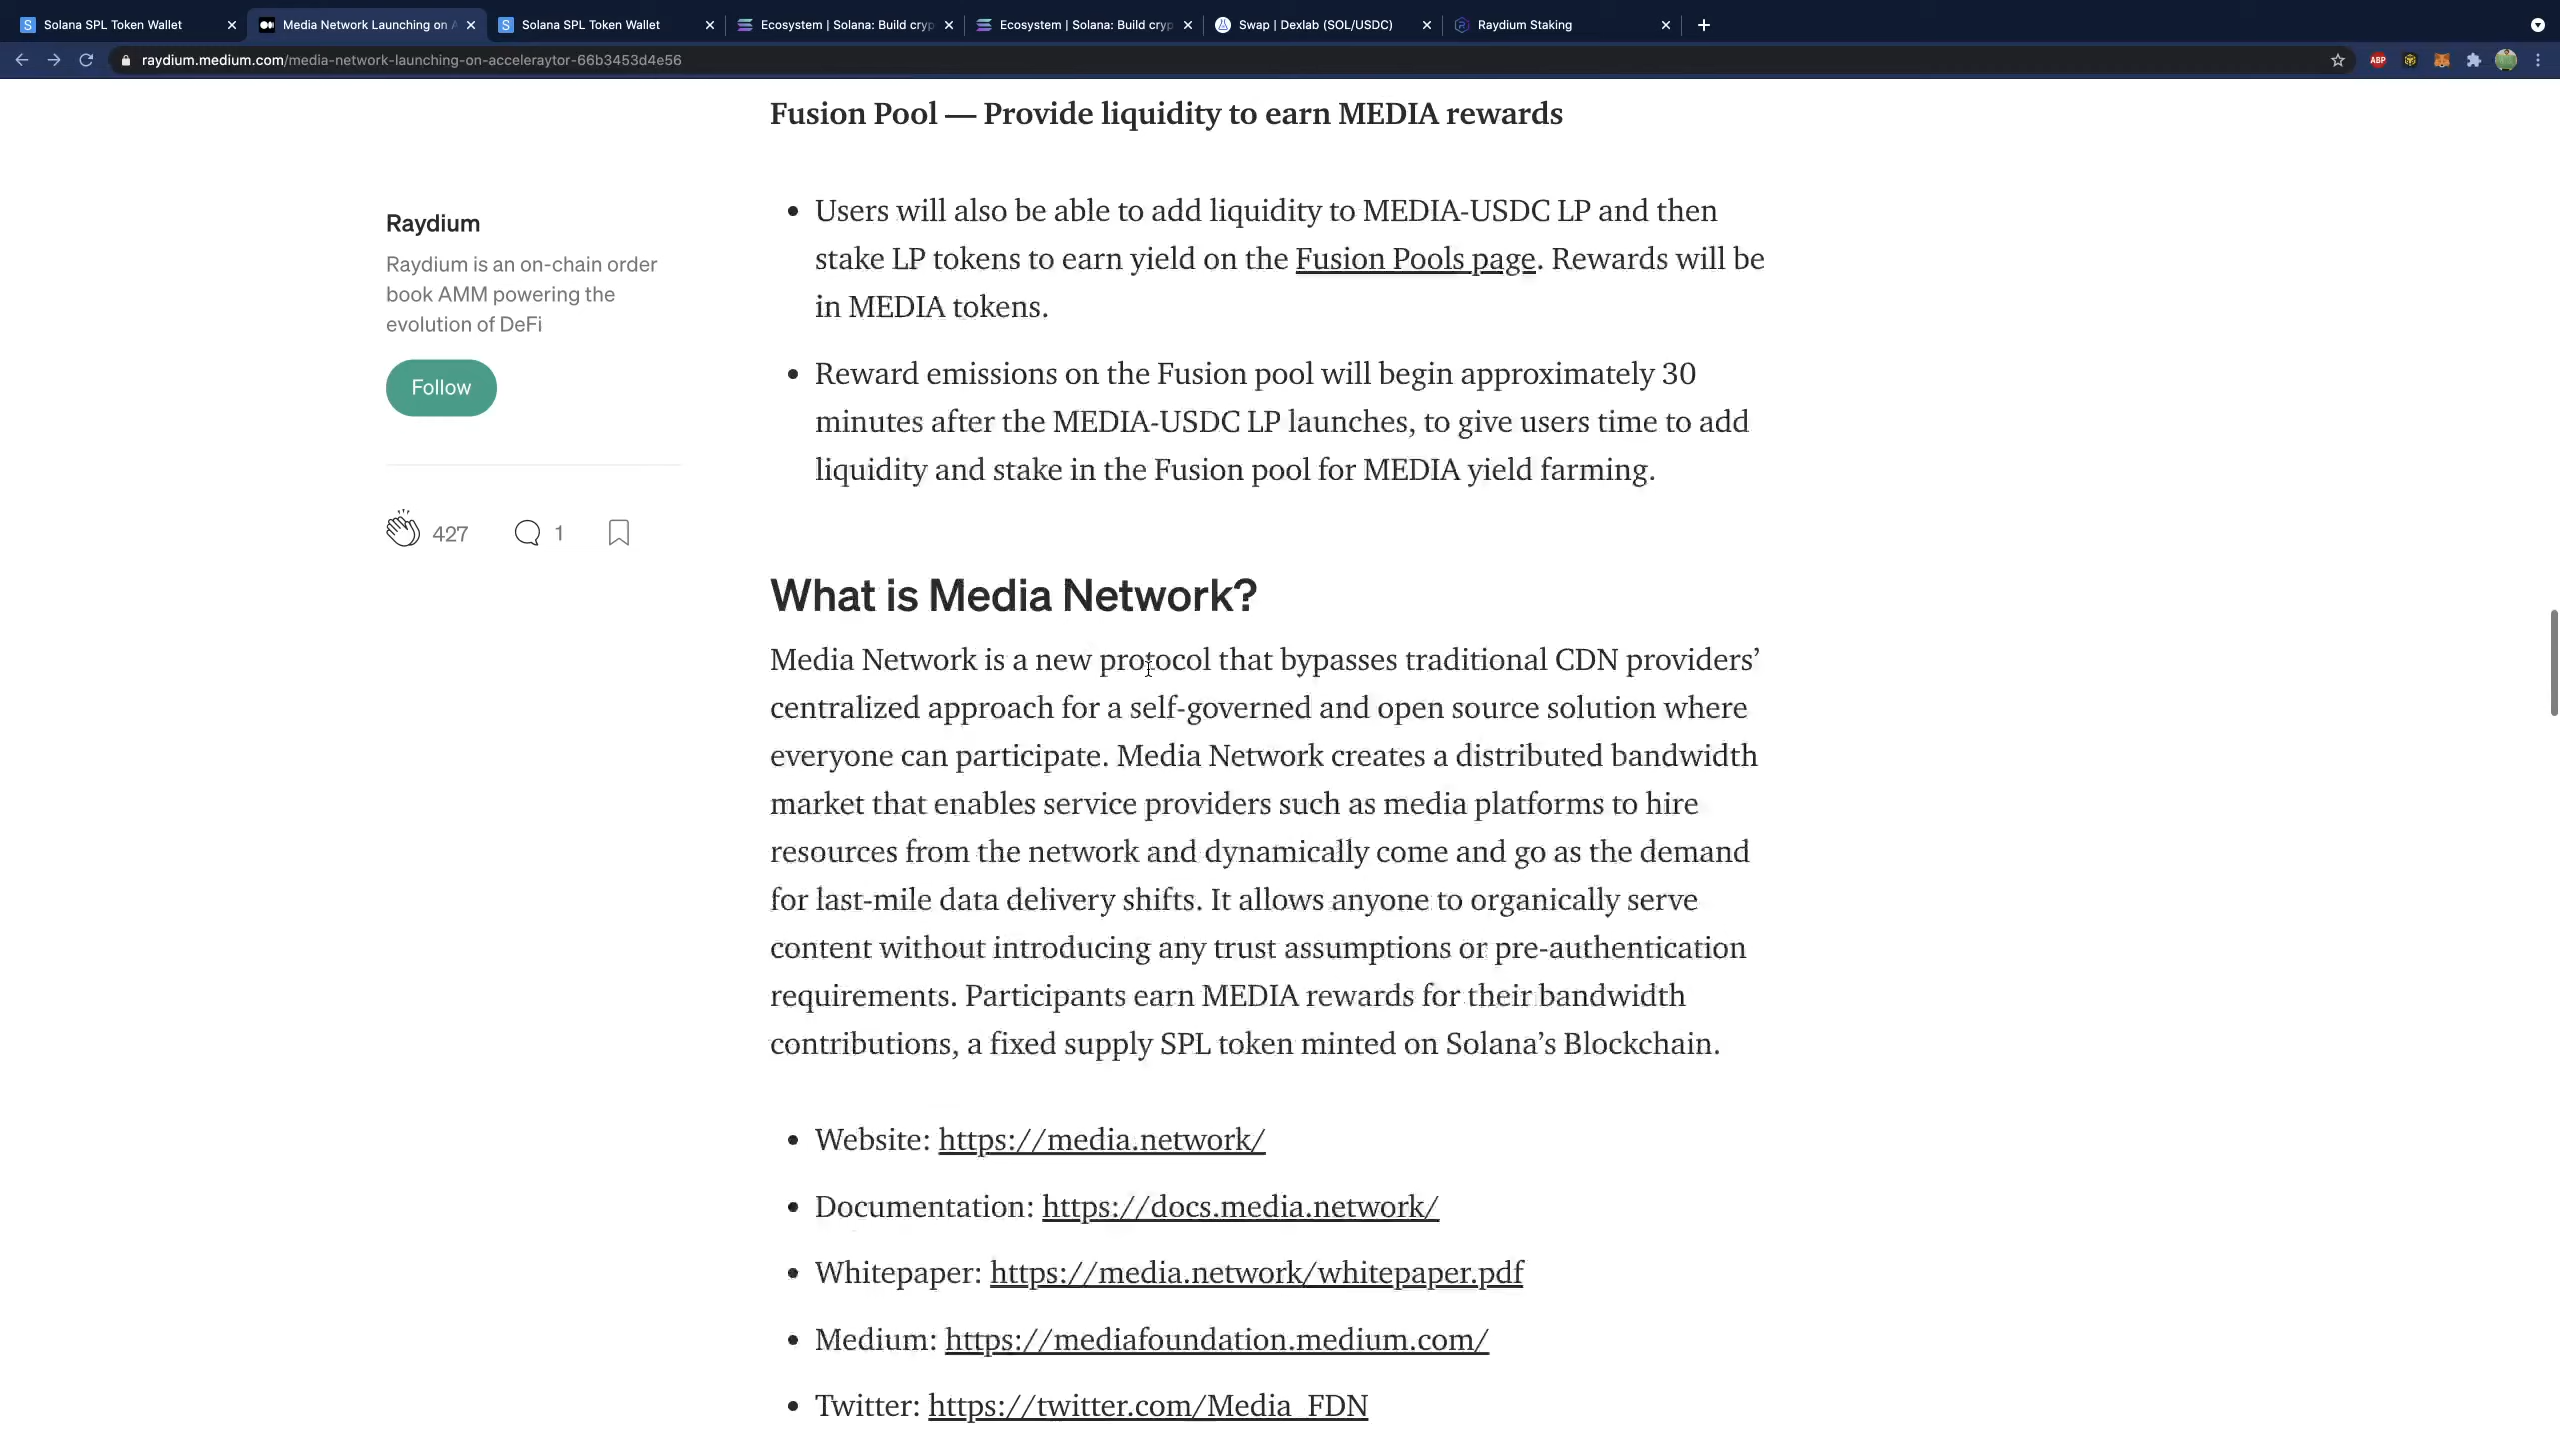 Solana SPL Token Wallet
Media Network Launching on A
Solana SPL Token Wallet
Ecosystem | Solana: Build cryp
Ecosystem | Solana: Build cryp
Swap | Dexlab (SOL/USDC)
Raydium Staking
raydium.medium.com/media-network-launching-on-acceleraytor-66b3453d4e56
ABP
Fusion Pool — Provide liquidity to earn MEDIA rewards
Raydium
Raydium is an on-chain order
book AMM powering the
evolution of DeFi
Follow
427
1
• Users will also be able to add liquidity to MEDIA-USDC LP and then
stake LP tokens to earn yield on the Fusion Pools page. Rewards will be
in MEDIA tokens.
• Reward emissions on the Fusion pool will begin approximately 30
minutes after the MEDIA-USDC LP launches, to give users time to add
liquidity and stake in the Fusion pool for MEDIA yield farming.
What is Media Network?
Media Network is a new protocol that bypasses traditional CDN providers’
centralized approach for a self-governed and open source solution where
everyone can participate. Media Network creates a distributed bandwidth
market that enables service providers such as media platforms to hire
resources from the network and dynamically come and go as the demand
for last-mile data delivery shifts. It allows anyone to organically serve
content without introducing any trust assumptions or pre-authentication
requirements. Participants earn MEDIA rewards for their bandwidth
contributions, a fixed supply SPL token minted on Solana’s Blockchain.
• Website: https://media.network/
• Documentation: https://docs.media.network/
• Whitepaper: https://media.network/whitepaper.pdf
• Medium: https://mediafoundation.medium.com/
• Twitter: https://twitter.com/Media_FDN